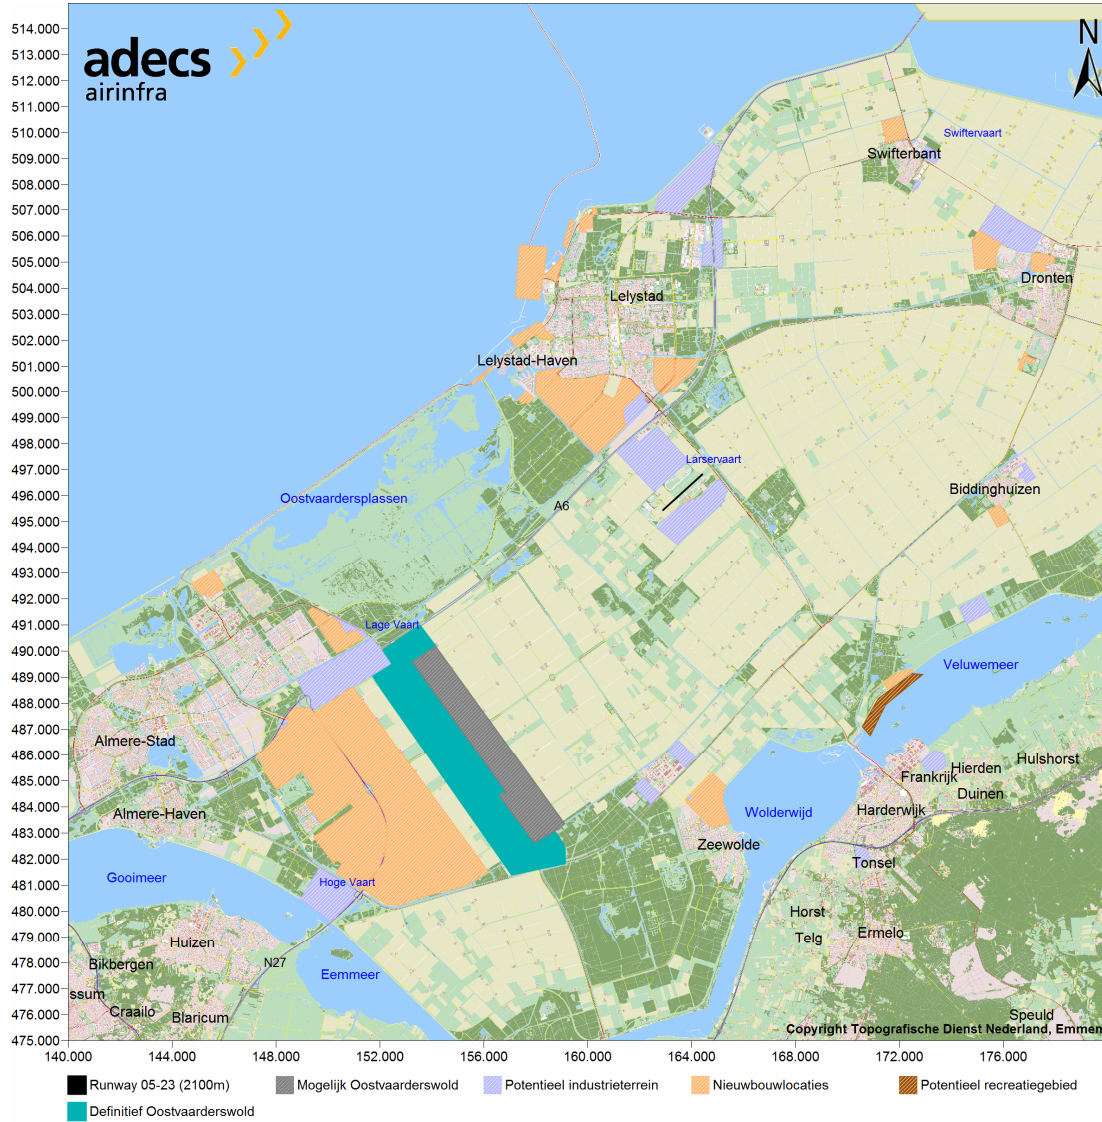 514.000
513.000
512.000
511.000
510.000
509.000
508.000
507.000
506.000
505.000
504.000
503.000
502.000
501.000
500.000
499.000
498.000
497.000
496.000
495.000
494.000
493.000
492.000
491.000
490.000
489.000
488.000
487.000
486.000
485.000
484.000
483.000
482.000
481.000
480.000
479.000
478.000
477.000
476.000
475.000
adecs
airinfra
N
Swiftervaart
Swifterbant
Dronten
Lelystad
Lelystad-Haven
Larservaart
Biddinghuizen
Oostvaardersplassen
A6
Lage Vaart
Veluwemeer
Almere-Stad
Hulshorst
Frankrijk
Hierden
Duinen
Almere-Haven
Wolderwijd
Harderwijk
Zeewolde
Tonsel
Gooimeer
Hoge Vaart
Horst
Ermelo
Telg
Huizen
Bikbergen
N27
Eemmeer
ssum
Craailo
Blaricum
Speuld
Copyright Topografische Dienst Nederland, Emmen
140.000 144.000 148.000 152.000 156.000 160.000 164.000 168.000 172.000 176.000
Runway 05-23 (2100m) Mogelijk Oostvaarderswold Potentieel industrieterrein Nieuwbouwlocaties Potentieel recreatiegebied
Definitief Oostvaarderswold